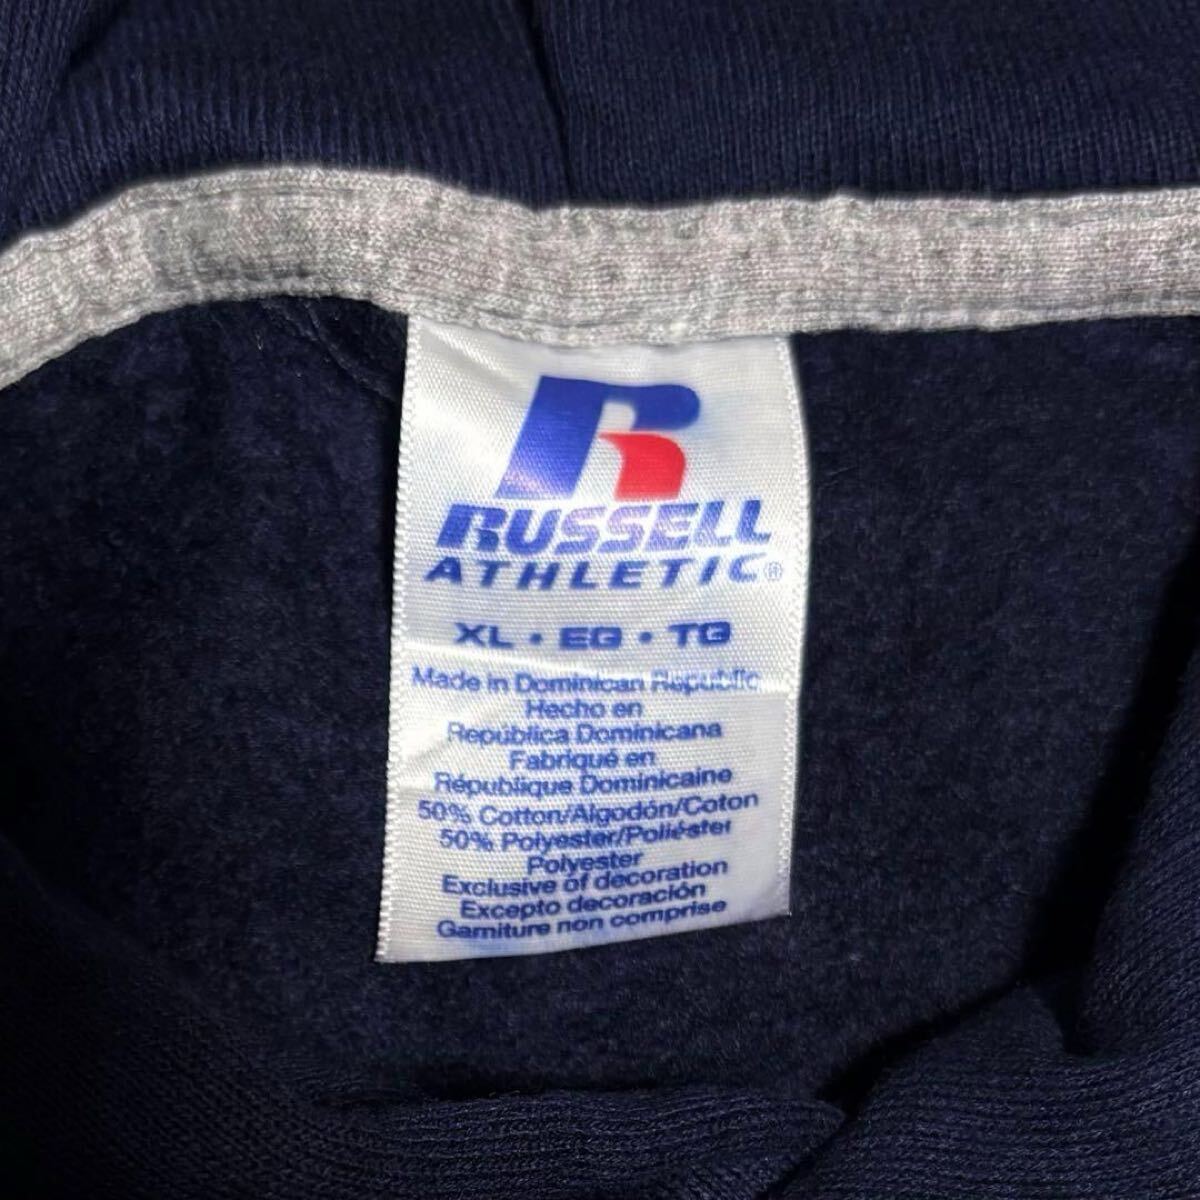 RUSSELL
ATHLETIC®
XL • EG • TG
Made in Dominican Republic
Hecho en
República Dominicana
Fabriqué en
République Dominicaine
50% Cotton/Algodón/Coton
50% Polyester/Poliéster
Polyester
Exclusive of decoration
Excepto decoración
Garniture non comprise